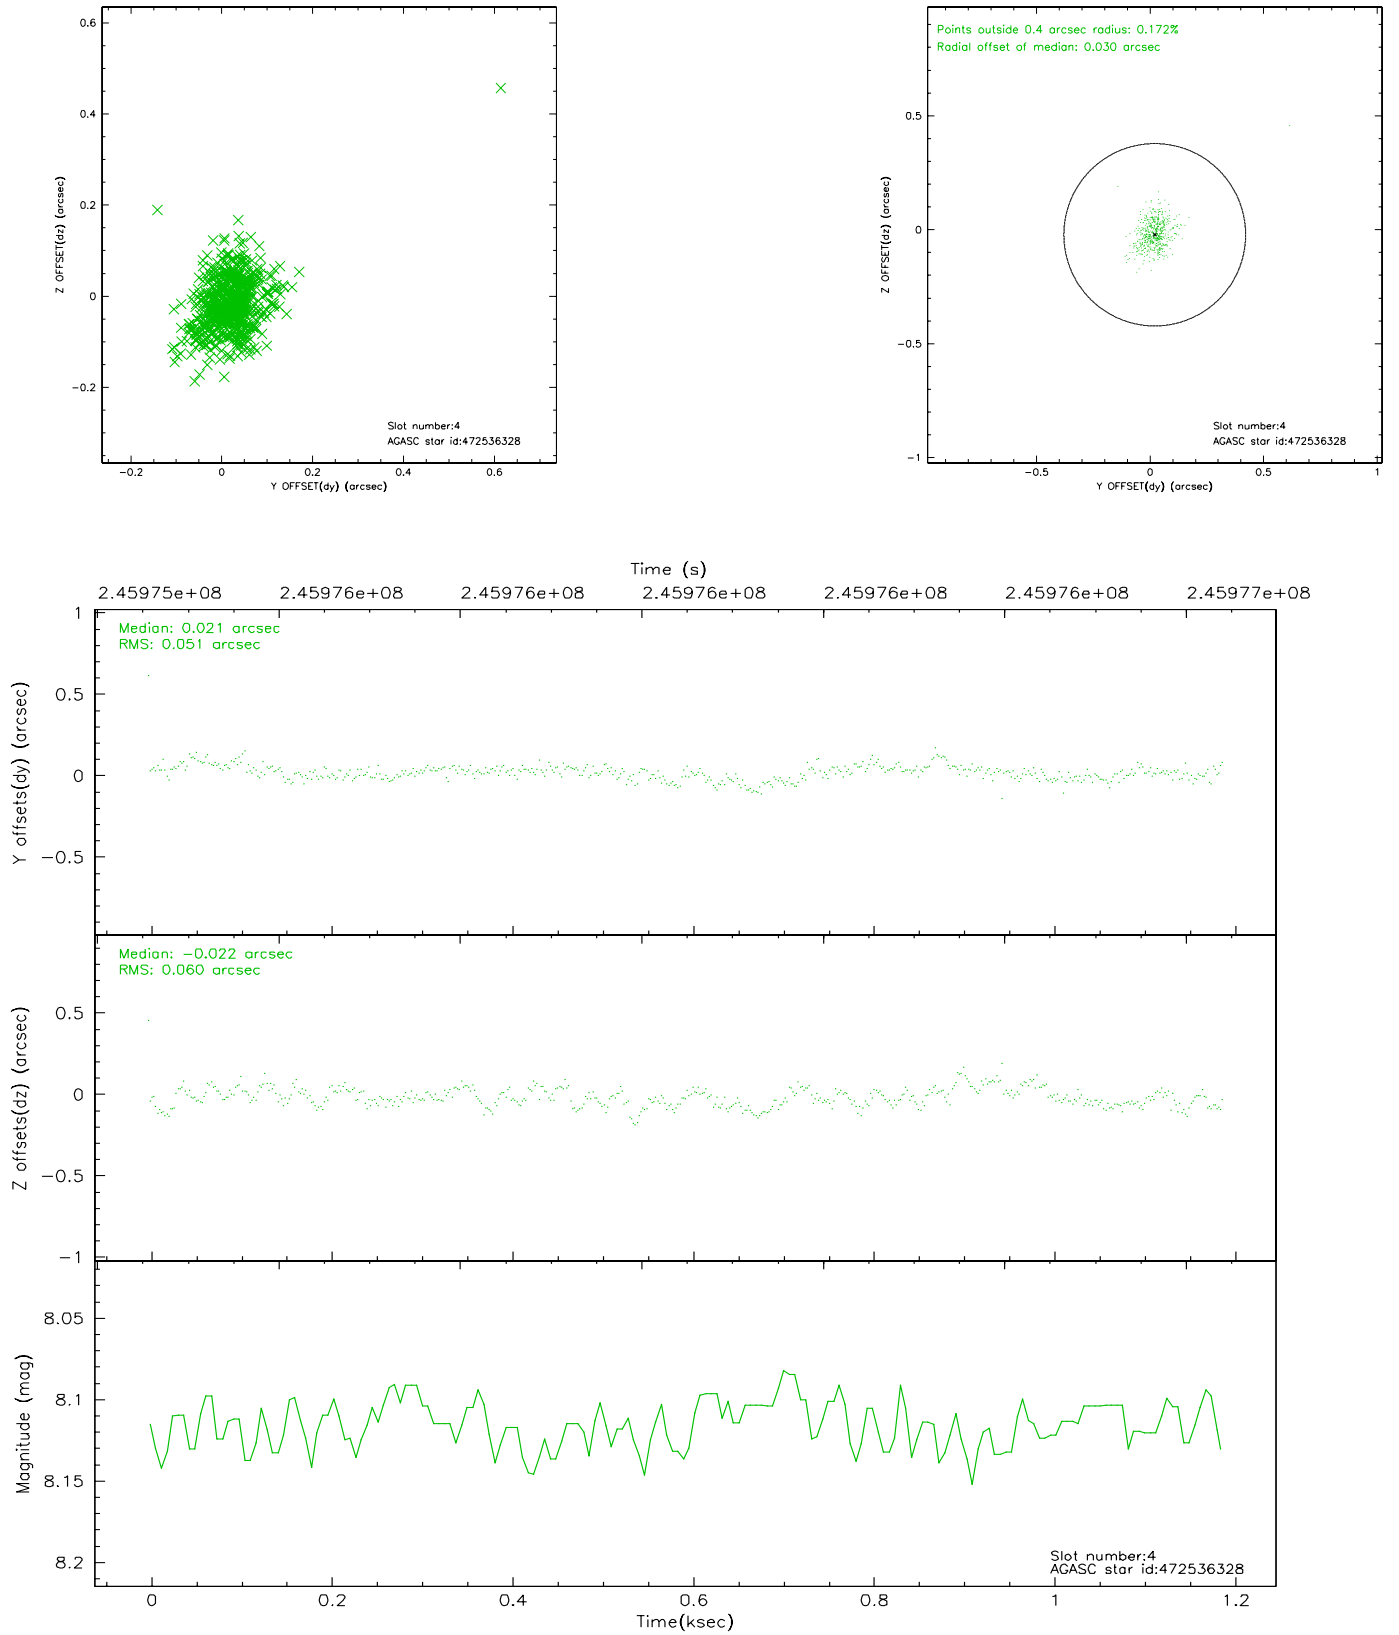 0.6
0.4
0.2
0
−0.2
Z OFFSET(dz) (arcsec)
Slot number:4
AGASC star id:472536328
−0.2 0 0.2 0.4 0.6
Y OFFSET(dy) (arcsec)
Points outside 0.4 arcsec radius: 0.172%
Radial offset of median: 0.030 arcsec
0.5
0
−0.5
−1
Z OFFSET(dz) (arcsec)
Slot number:4
AGASC star id:472536328
−0.5 0 0.5 1
Y OFFSET(dy) (arcsec)
Time (s)
2.45975e+08 2.45976e+08 2.45976e+08 2.45976e+08 2.45976e+08 2.45976e+08 2.45977e+08
Median: 0.021 arcsec
RMS: 0.051 arcsec
1
0.5
0
−0.5
Y offsets(dy) (arcsec)
Median: −0.022 arcsec
RMS: 0.060 arcsec
0.5
0
−0.5
−1
Z offsets(dz) (arcsec)
8.05
8.1
8.15
8.2
Magnitude (mag)
Slot number:4
AGASC star id:472536328
0 0.2 0.4 0.6 0.8 1 1.2
Time(ksec)